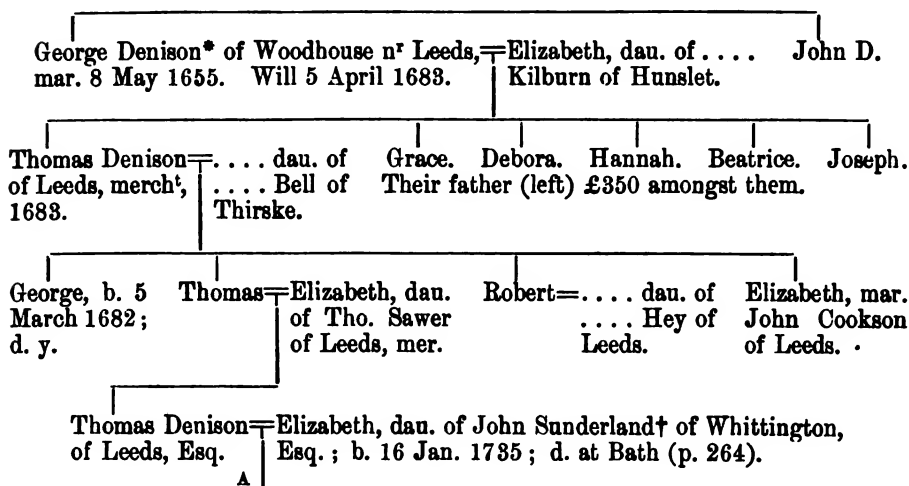 George Denison* of Woodhouse nʳ Leeds,=Elizabeth, dau. of . . . . John D.
mar. 8 May 1655. Will 5 April 1683. Kilburn of Hunslet.
Thomas Denison=. . . . dau. of Grace. Debora. Hannah. Beatrice. Joseph.
of Leeds, mercht, . . . . Bell of Their father (left) £350 amongst them.
1683. Thirske.
George, b. 5 Thomas=Elizabeth, dau. Robert=. . . . dau. of Elizabeth, mar.
March 1682; of Tho. Sawer . . . . Hey of John Cookson
d. y. of Leeds, mer. Leeds. of Leeds.
Thomas Denison=Elizabeth, dau. of John Sunderland† of Whittington,
of Leeds, Esq. Esq.; b. 16 Jan. 1735; d. at Bath (p. 264).
A